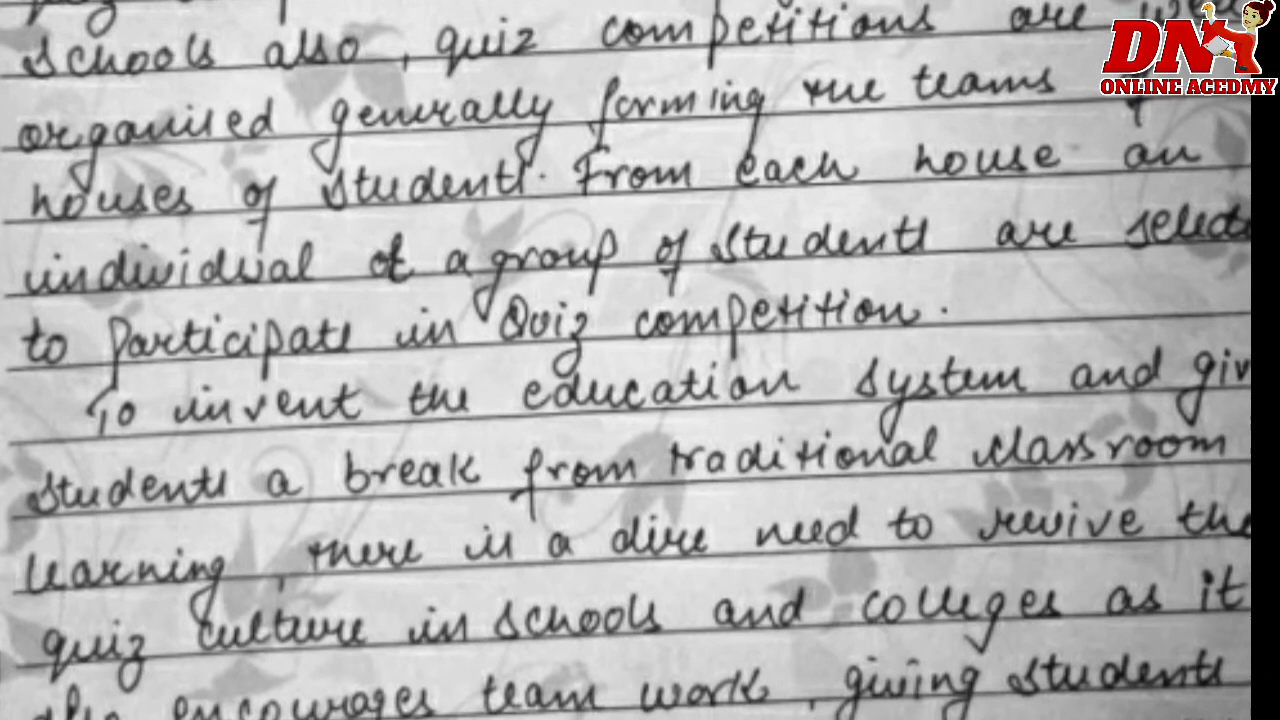 DN
ONLINE ACEDMY
schools also, quiz competitions are
organised generally forming the teams
houses of students. From each house an
individual of a group of students are
to participate in Quiz competition.
To invent the education system and
students a break from traditional classroom
learning, there is a dire need to revive the
quiz culture in schools and colleges as it
also encourages team work, giving students